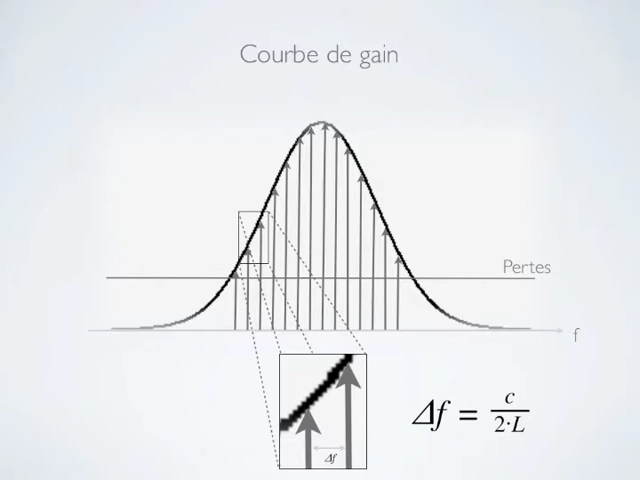 Courbe de gain
Pertes
f
Δf
Δf = c / 2·L